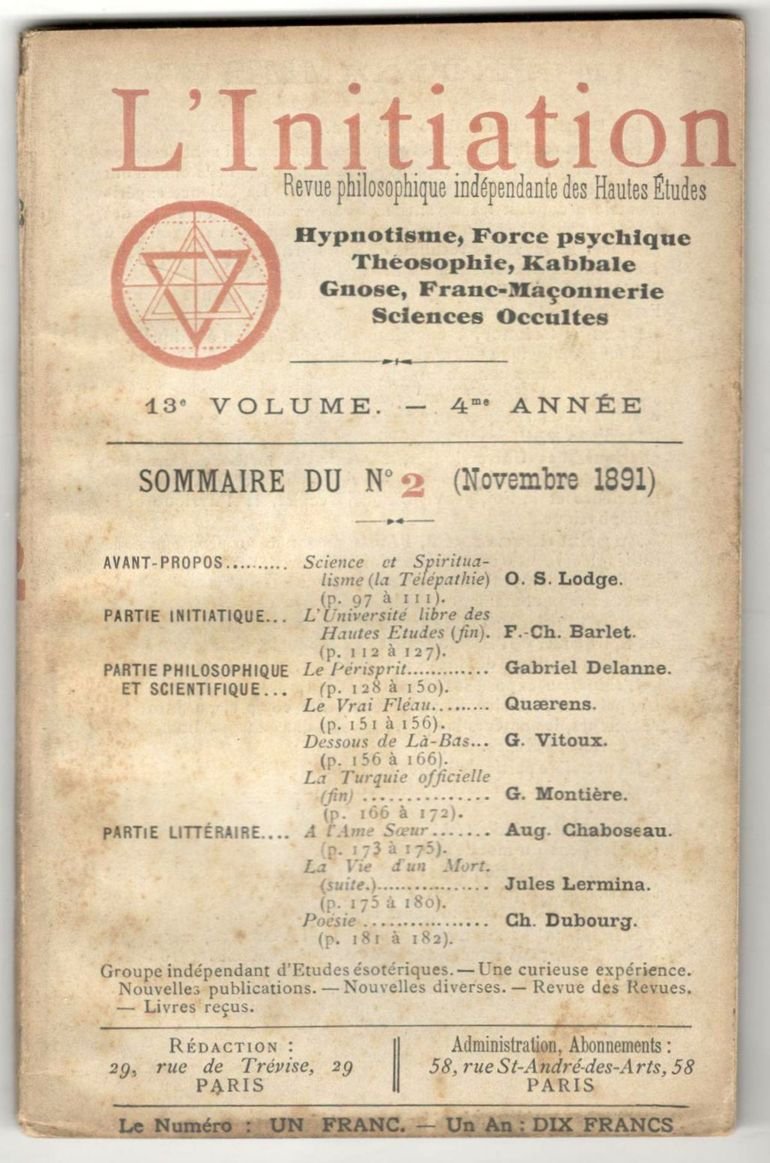 L'Initiation
Revue philosophique indépendante des Hautes Études
Hypnotisme, Force psychique
Théosophie, Kabbale
Gnose, Franc-Maçonnerie
Sciences Occultes
13e VOLUME. — 4me ANNÉE
SOMMAIRE DU N° 2 (Novembre 1891)
AVANT-PROPOS.......... Science et Spiritua-
lisme (la Télépathie) O. S. Lodge.
(p. 97 à 111).
PARTIE INITIATIQUE... L'Université libre des
Hautes Etudes (fin). F.-Ch. Barlet.
(p. 112 à 127).
PARTIE PHILOSOPHIQUE Le Périsprit............. Gabriel Delanne.
ET SCIENTIFIQUE... (p. 128 à 150).
Le Vrai Fléau......... Quærens.
(p. 151 à 156).
Dessous de Là-Bas... G. Vitoux.
(p. 156 à 166).
La Turquie officielle
(fin) ............... G. Montière.
(p. 166 à 172).
PARTIE LITTÉRAIRE.... A l'Ame Sœur....... Aug. Chaboseau.
(p. 173 à 175).
La Vie d'un Mort.
(suite.)................. Jules Lermina.
(p. 175 à 180).
Poésie ................ Ch. Dubourg.
(p. 181 à 182).
Groupe indépendant d'Etudes ésotériques. — Une curieuse expérience.
Nouvelles publications. — Nouvelles diverses. — Revue des Revues.
— Livres reçus.
RÉDACTION :
29, rue de Trévise, 29
PARIS
Administration, Abonnements :
58, rue St-André-des-Arts, 58
PARIS
Le Numéro : UN FRANC. — Un An : DIX FRANCS